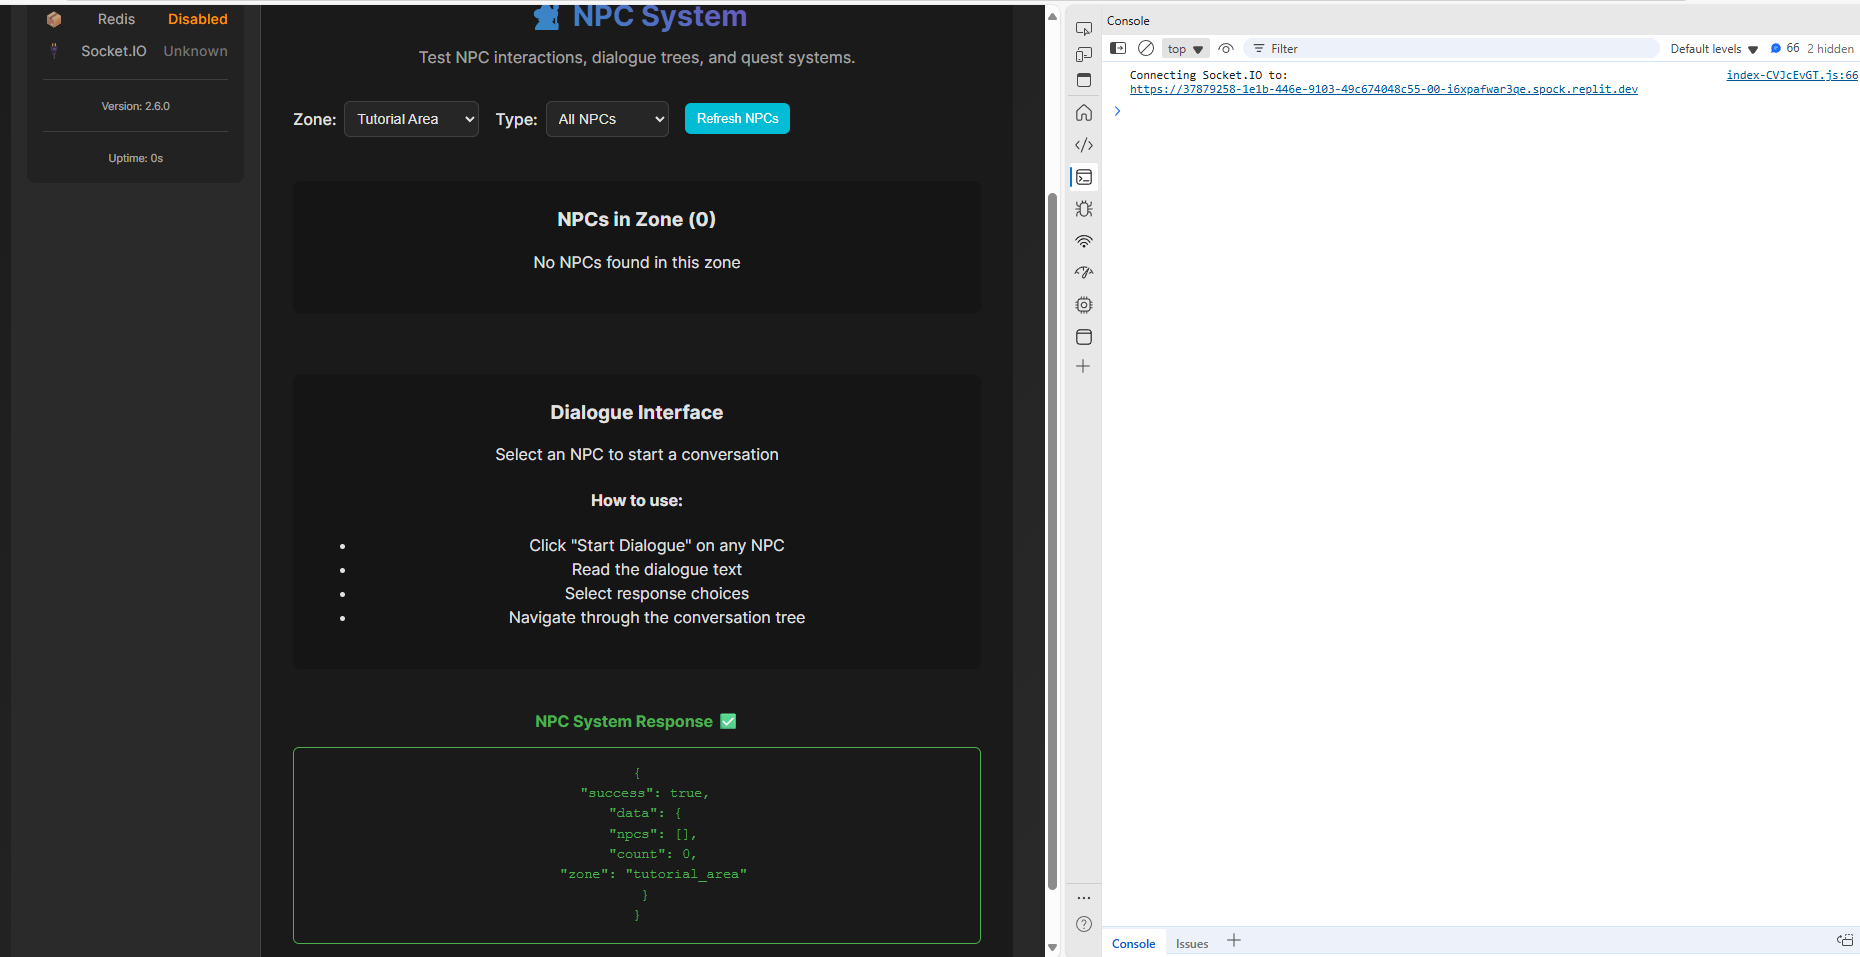 Redis Disabled
Socket.IO Unknown
Version: 2.6.0
Uptime: 0s
NPC System
Test NPC interactions, dialogue trees, and quest systems.
Zone: Tutorial Area Type: All NPCs Refresh NPCs
NPCs in Zone (0)
No NPCs found in this zone
Dialogue Interface
Select an NPC to start a conversation
How to use:
• Click "Start Dialogue" on any NPC
• Read the dialogue text
• Select response choices
• Navigate through the conversation tree
NPC System Response ✅
{
"success": true,
"data": {
"npcs": [],
"count": 0,
"zone": "tutorial_area"
}
}
Console
top Filter Default levels 66 2 hidden
Connecting Socket.IO to: index-CVJcEvGT.js:66
https://37879258-1e1b-446e-9103-49c674048c55-00-i6xpafwar3qe.spock.replit.dev
Console Issues